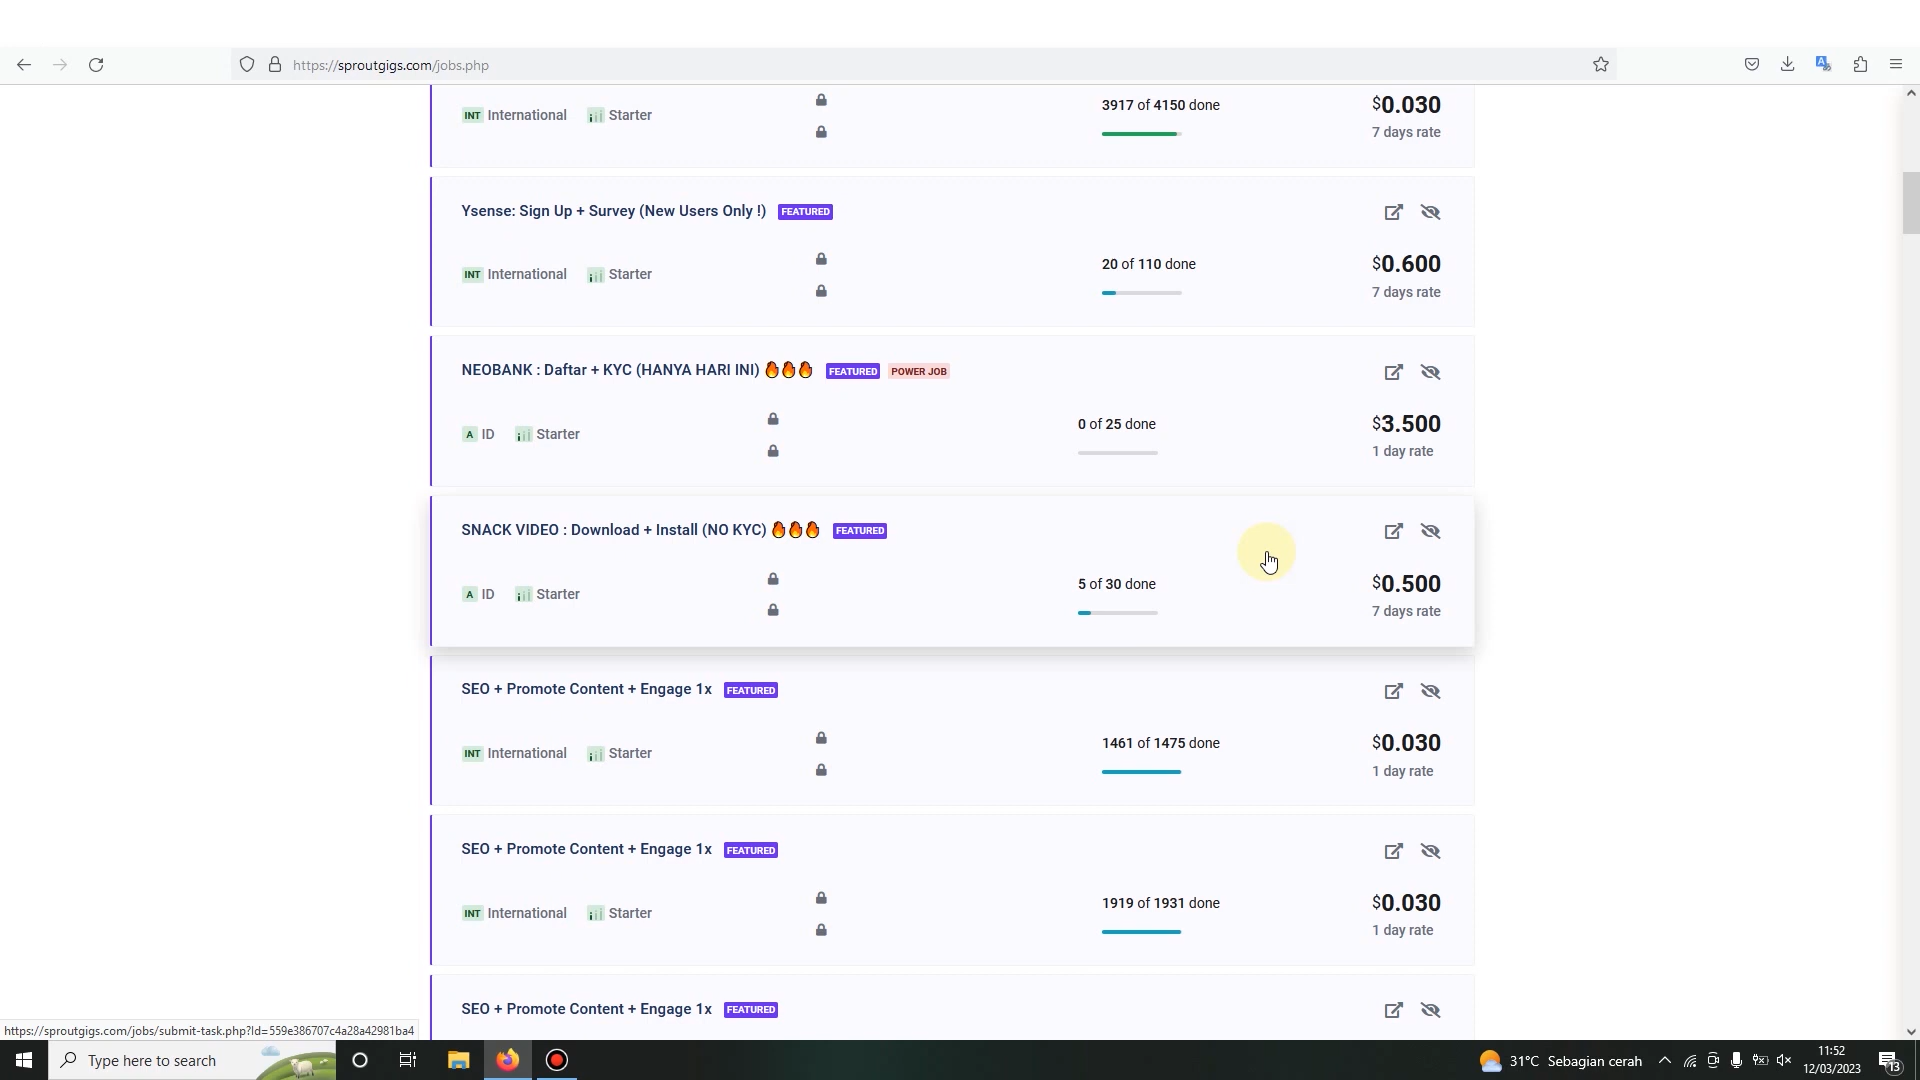 https://sproutgigs.com/jobs.php
INT International Starter 3917 of 4150 done $0.030
7 days rate
Ysense: Sign Up + Survey (New Users Only !) FEATURED
INT International Starter 20 of 110 done $0.600
7 days rate
NEOBANK : Daftar + KYC (HANYA HARI INI) 🔥🔥🔥 FEATURED POWER JOB
A ID Starter 0 of 25 done $3.500
1 day rate
SNACK VIDEO : Download + Install (NO KYC) 🔥🔥🔥 FEATURED
A ID Starter 5 of 30 done $0.500
7 days rate
SEO + Promote Content + Engage 1x FEATURED
INT International Starter 1461 of 1475 done $0.030
1 day rate
SEO + Promote Content + Engage 1x FEATURED
INT International Starter 1919 of 1931 done $0.030
1 day rate
SEO + Promote Content + Engage 1x FEATURED
https://sproutgigs.com/jobs/submit-task.php?Id=559e386707c4a28a42981ba4
Type here to search 31°C Sebagian cerah 11:52
12/03/2023 13